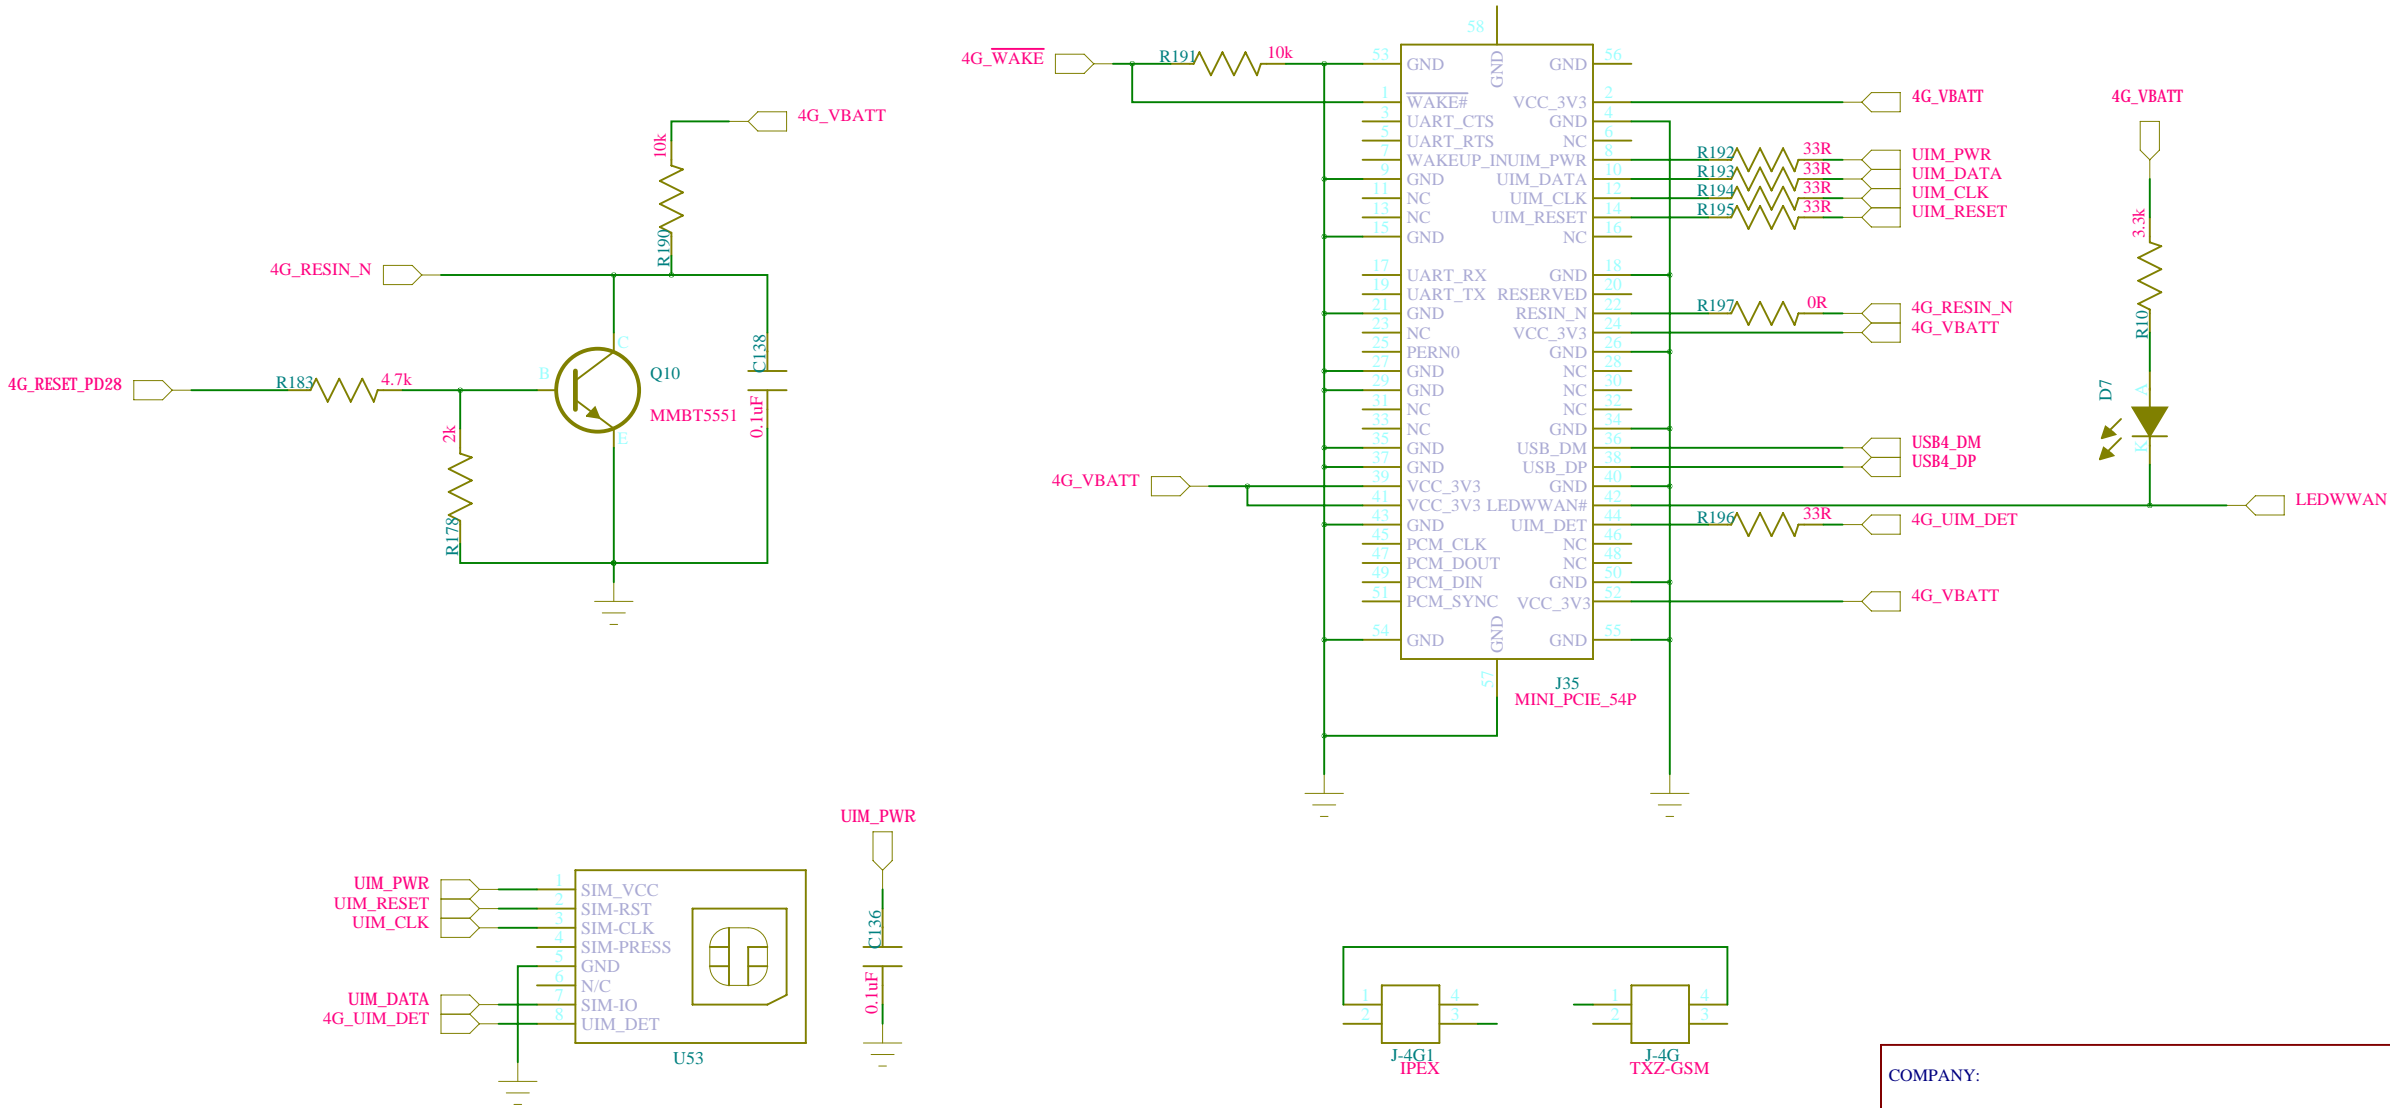 4G_VBATT
10k
R190
4G_RESIN_N
C138
0.1uF
4G_RESET_PD28
R183
4.7k
B
C
E
Q10
MMBT5551
2k
R178
4G_WAKE
R191
10k
58
GND
53
GND
GND
56
1
WAKE#
VCC_3V3
2
4G_VBATT
3
UART_CTS
GND
4
5
UART_RTS
NC
6
7
WAKEUP_IN
UIM_PWR
8
R192
33R
UIM_PWR
9
GND
UIM_DATA
10
R193
33R
UIM_DATA
11
NC
UIM_CLK
12
R194
33R
UIM_CLK
13
NC
UIM_RESET
14
R195
33R
UIM_RESET
15
GND
NC
16
17
UART_RX
GND
18
19
UART_TX
RESERVED
20
21
GND
RESIN_N
22
R197
0R
4G_RESIN_N
23
NC
VCC_3V3
24
4G_VBATT
25
PERN0
GND
26
27
GND
NC
28
29
GND
NC
30
31
NC
NC
32
33
NC
GND
34
35
GND
USB_DM
36
USB4_DM
37
GND
USB_DP
38
USB4_DP
4G_VBATT
39
VCC_3V3
GND
40
41
VCC_3V3
LEDWWAN#
42
LEDWWAN
43
GND
UIM_DET
44
R196
33R
4G_UIM_DET
45
PCM_CLK
NC
46
47
PCM_DOUT
NC
48
49
PCM_DIN
GND
50
51
PCM_SYNC
VCC_3V3
52
4G_VBATT
54
GND
GND
55
GND
57
J35
MINI_PCIE_54P
4G_VBATT
3.3k
R10
D7
A
K
UIM_PWR
1
SIM_VCC
UIM_RESET
2
SIM-RST
UIM_CLK
3
SIM-CLK
4
SIM-PRESS
5
GND
6
N/C
UIM_DATA
7
SIM-IO
4G_UIM_DET
8
UIM_DET
U53
UIM_PWR
C136
0.1uF
1
2
4
3
J-4G1
IPEX
1
2
4
3
J-4G
TXZ-GSM
COMPANY: